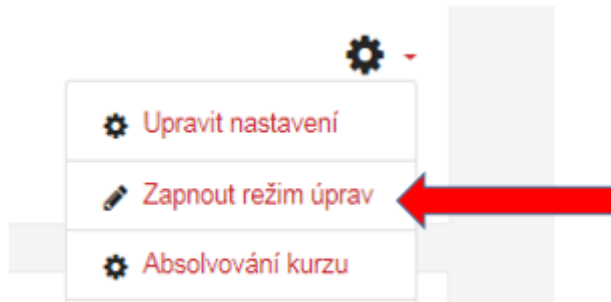 Upravit nastavení
Zapnout režim úprav
Absolvování kurzu